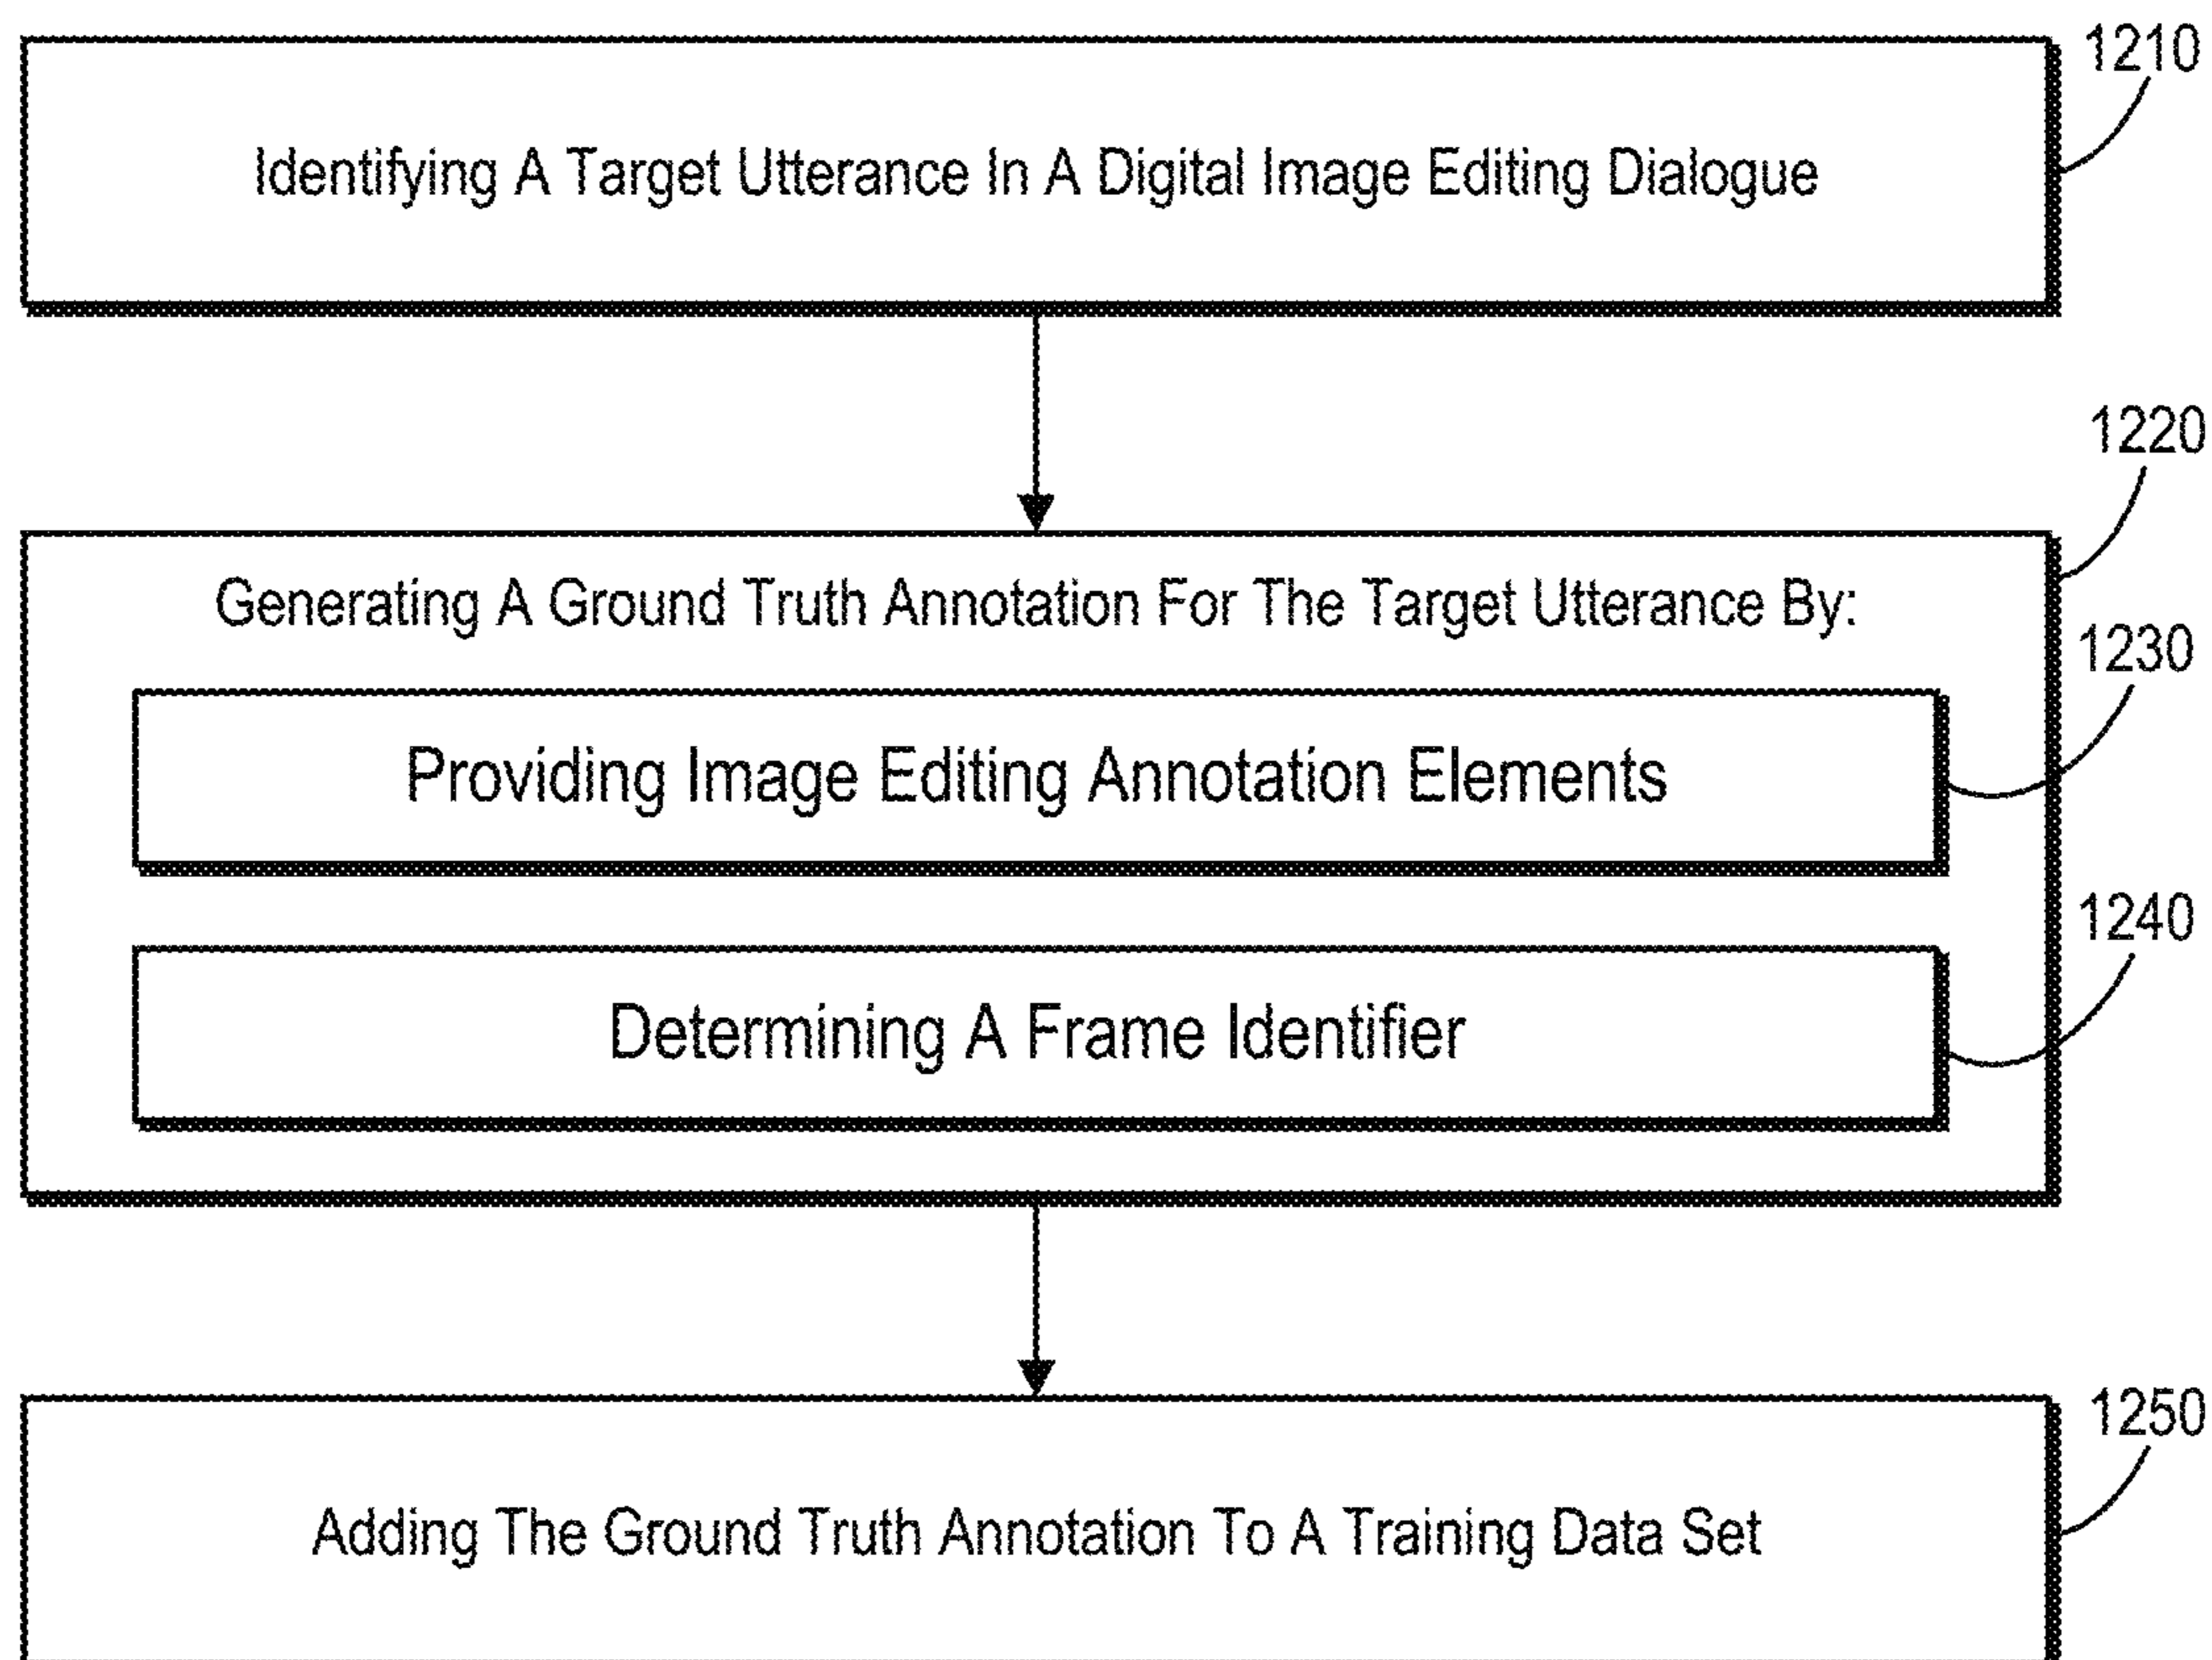 1210
Identifying A Target Utterance In A Digital Image Editing Dialogue
1220
Generating A Ground Truth Annotation For The Target Utterance By:
1230
Providing Image Editing Annotation Elements
1240
Determining A Frame Identifier
1250
Adding The Ground Truth Annotation To A Training Data Set